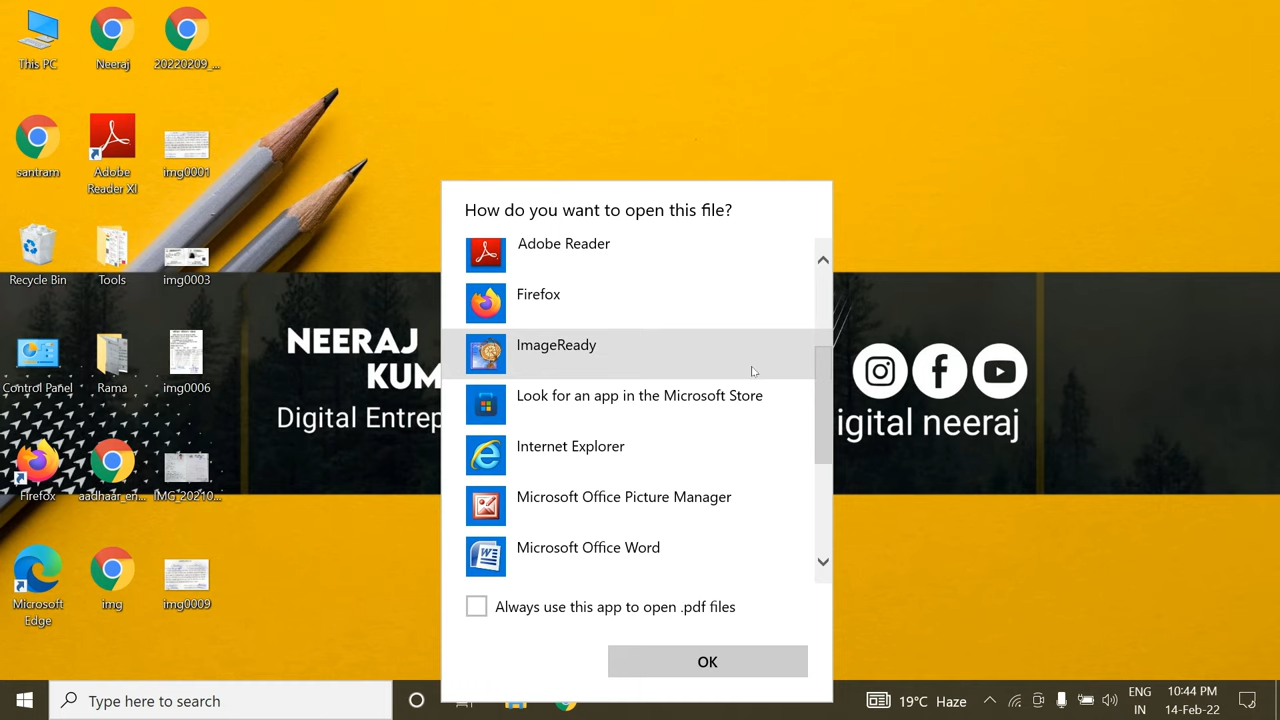 This PC
Neeraj
20220209_...
santram
Adobe
Reader XI
img0001
Recycle Bin
Tools
img0003
Control Panel
Rama
img0006
Firefox
aadhaar_en...
IMG_20210...
Microsoft
Edge
img
img0009
NEERAJ
KUM
Digital Entrep
igital neeraj
How do you want to open this file?
Adobe Reader
Firefox
ImageReady
Look for an app in the Microsoft Store
Internet Explorer
Microsoft Office Picture Manager
Microsoft Office Word
Always use this app to open .pdf files
OK
Type here to search
19°C Haze
ENG
IN
10:44 PM
14-Feb-22